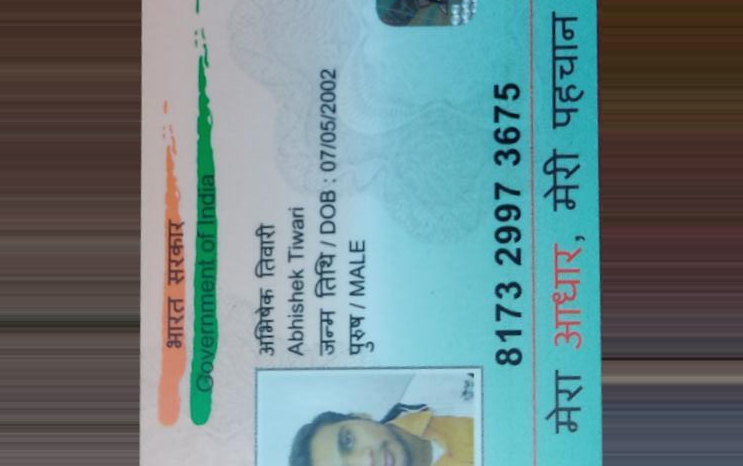 भारत सरकार
Government of India
अभिषेक तिवारी
Abhishek Tiwari
जन्म तिथि / DOB : 07/05/2002
पुरुष / MALE
8173 2997 3675
मेरा आधार, मेरी पहचान